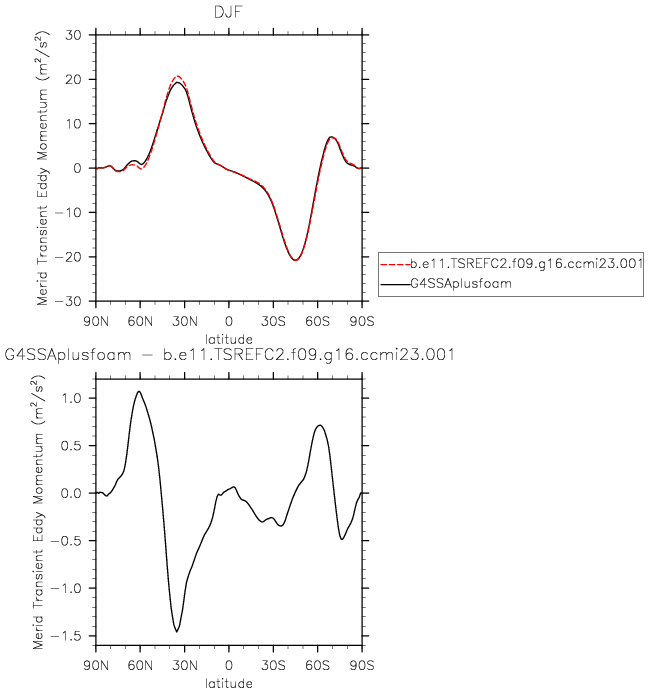 DJF
Merid Transient Eddy Momentum (m²/s²)
30
20
10
0
−10
−20
−30
90N 60N 30N 0 30S 60S 90S
latitude
b.e11.TSREFC2.f09.g16.ccmi23.001
G4SSAplusfoam
G4SSAplusfoam − b.e11.TSREFC2.f09.g16.ccmi23.001
Merid Transient Eddy Momentum (m²/s²)
1.0
0.5
0.0
−0.5
−1.0
−1.5
90N 60N 30N 0 30S 60S 90S
latitude